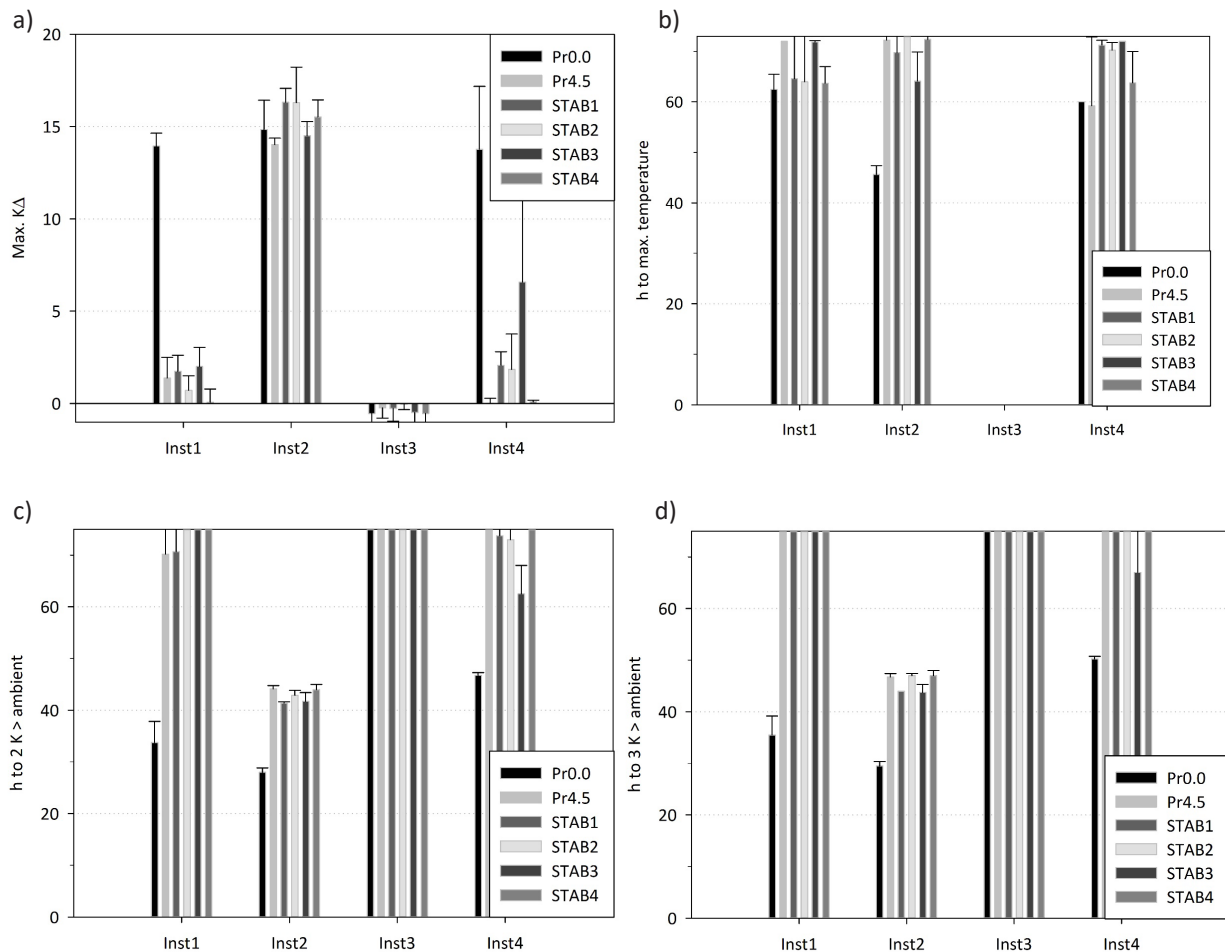 a)
20
15
10
5
0
Max. KΔ
Pr0.0
Pr4.5
STAB1
STAB2
STAB3
STAB4
Inst1 Inst2 Inst3 Inst4
b)
60
40
20
0
h to max. temperature
Pr0.0
Pr4.5
STAB1
STAB2
STAB3
STAB4
Inst1 Inst2 Inst3 Inst4
c)
60
40
20
0
h to 2 K > ambient
Pr0.0
Pr4.5
STAB1
STAB2
STAB3
STAB4
Inst1 Inst2 Inst3 Inst4
d)
60
40
20
0
h to 3 K > ambient
Pr0.0
Pr4.5
STAB1
STAB2
STAB3
STAB4
Inst1 Inst2 Inst3 Inst4